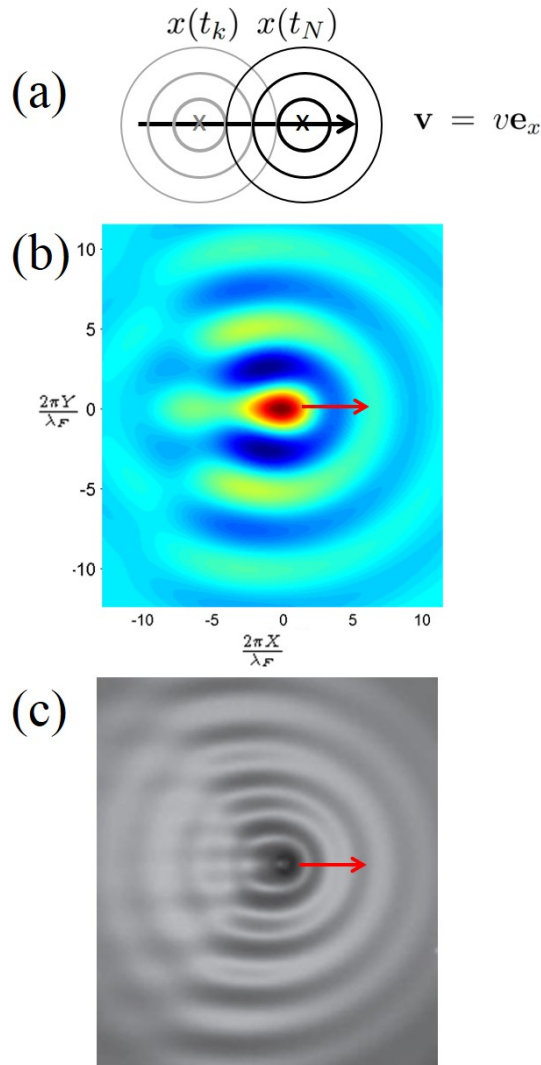 x(t_k) x(t_N)
(a)
v = ve_x
(b)
10
5
2πY/λ_F
0
-5
-10
-10 -5 0 5 10
2πX/λ_F
(c)